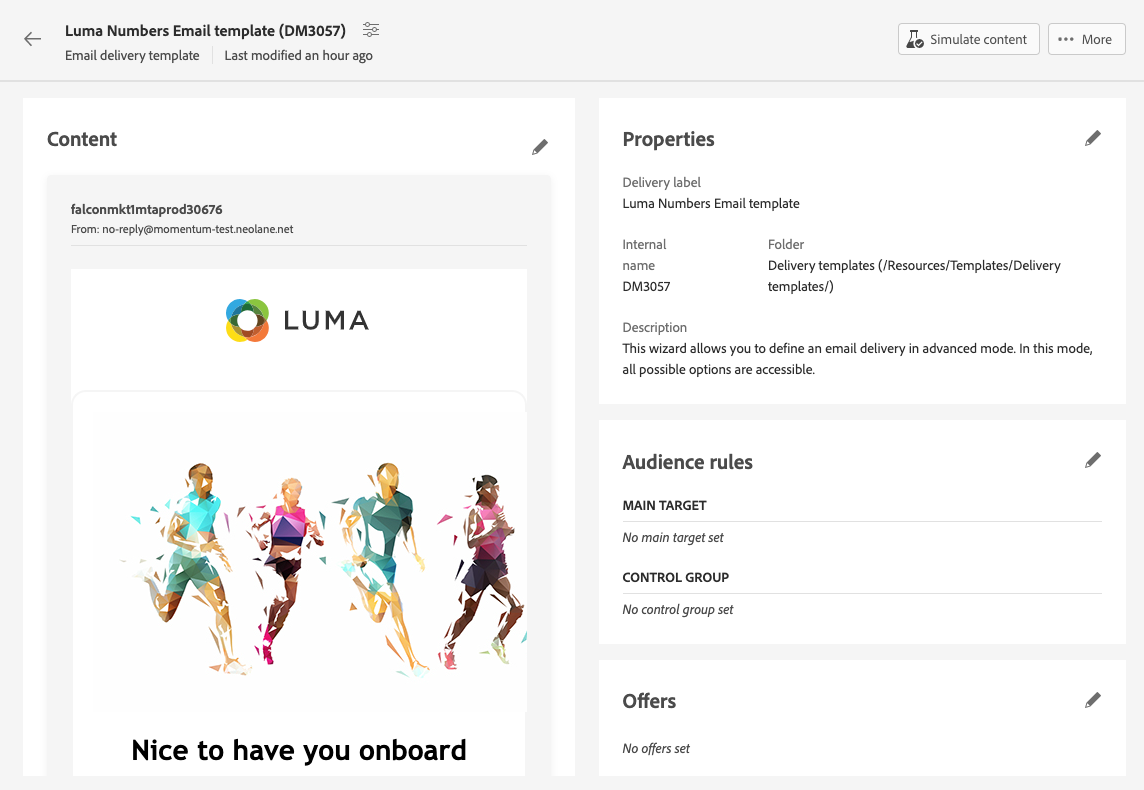 Luma Numbers Email template (DM3057)
Email delivery template
Last modified an hour ago
Simulate content
More
Content
falconmkt1mtaprod30676
From: no-reply@momentum-test.neolane.net
LUMA
Nice to have you onboard
Properties
Delivery label
Luma Numbers Email template
Internal
name
DM3057
Folder
Delivery templates (/Resources/Templates/Delivery
templates/)
Description
This wizard allows you to define an email delivery in advanced mode. In this mode,
all possible options are accessible.
Audience rules
MAIN TARGET
No main target set
CONTROL GROUP
No control group set
Offers
No offers set